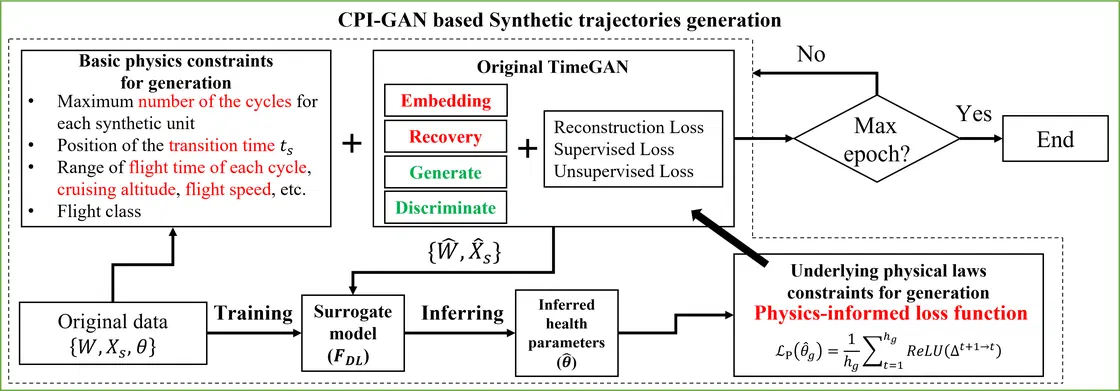 CPI-GAN based Synthetic trajectories generation
Basic physics constraints
for generation
• Maximum number of the cycles for
each synthetic unit
• Position of the transition time tₛ
• Range of flight time of each cycle,
cruising altitude, flight speed, etc.
• Flight class
+
Original TimeGAN
Embedding
Recovery
Generate
Discriminate
+
Reconstruction Loss
Supervised Loss
Unsupervised Loss
No
Max
epoch?
Yes
End
{Ŵ, X̂ₛ}
Original data
{W, Xₛ, θ}
Training
Surrogate
model
(F_DL)
Inferring
Inferred
health
parameters
(θ̂)
Underlying physical laws
constraints for generation
Physics-informed loss function
ℒ_P(θ̂_g) = 1/h_g ∑_{t=1}^{h_g} ReLU(Δ^{t+1→t})